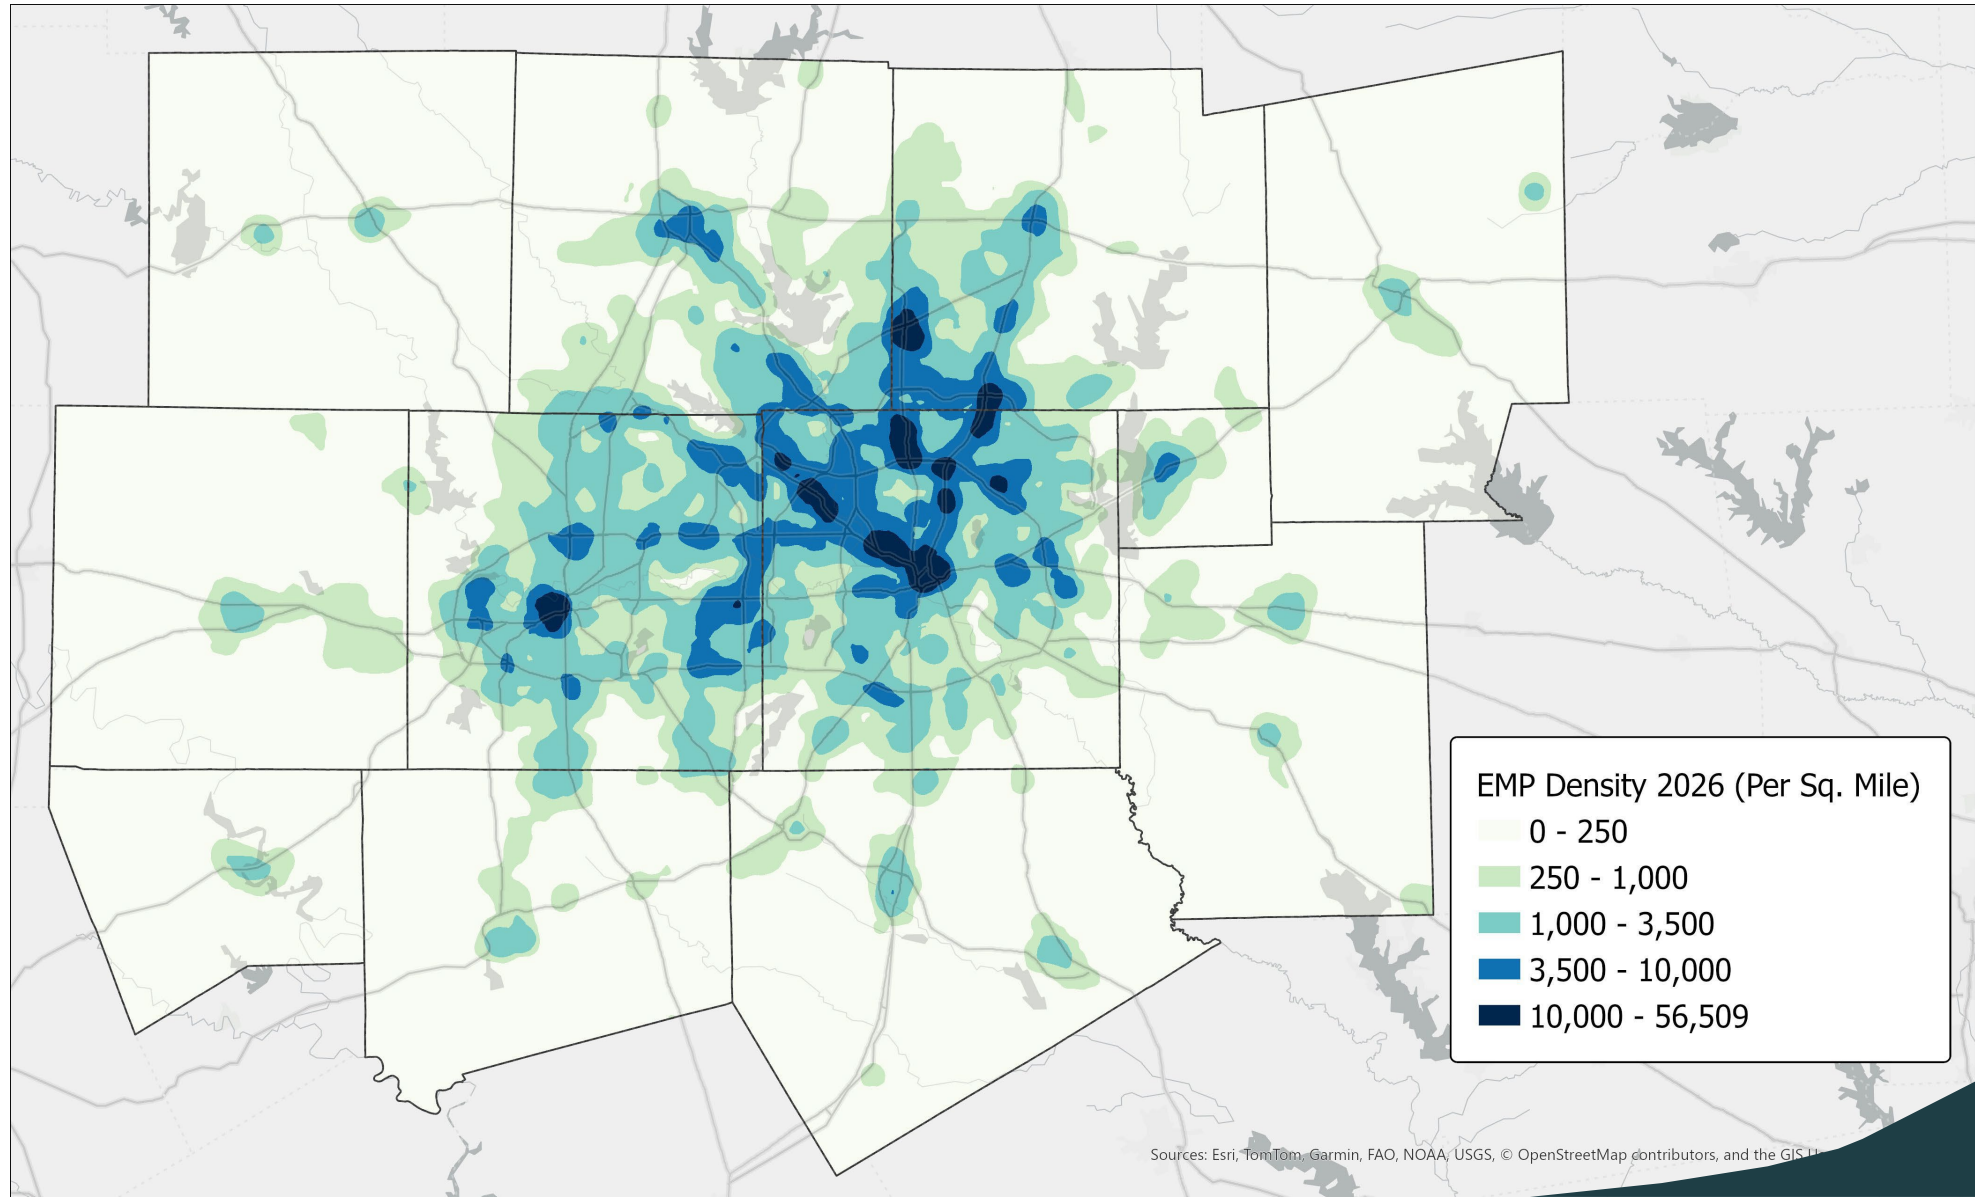 EMP Density 2026 (Per Sq. Mile)
0 - 250
250 - 1,000
1,000 - 3,500
3,500 - 10,000
10,000 - 56,509
Sources: Esri, TomTom, Garmin, FAO, NOAA, USGS, © OpenStreetMap contributors, and the GIS